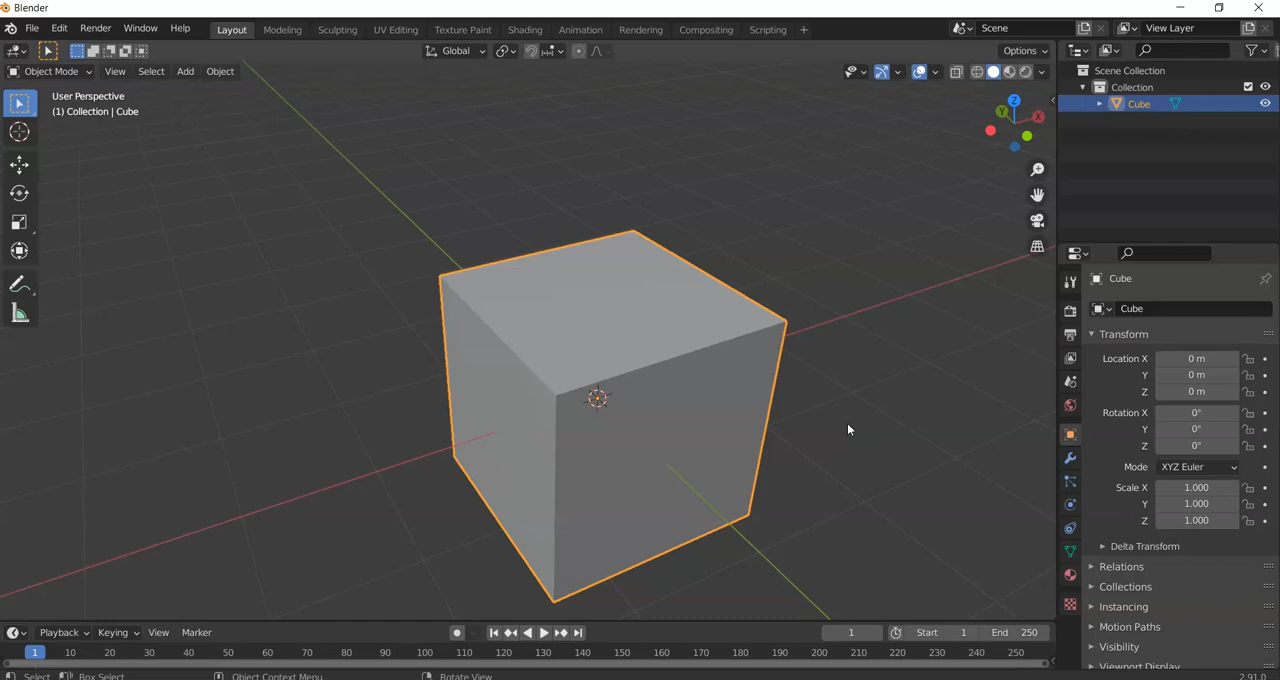 Blender
File Edit Render Window Help Layout Modeling Sculpting UV Editing Texture Paint Shading Animation Rendering Compositing Scripting + Scene View Layer
Global Options
Object Mode View Select Add Object
User Perspective
(1) Collection | Cube
Z
Y
X
Scene Collection
Collection
Cube
Cube
Cube
Transform
Location X 0 m
Y 0 m
Z 0 m
Rotation X 0°
Y 0°
Z 0°
Mode XYZ Euler
Scale X 1.000
Y 1.000
Z 1.000
Delta Transform
Relations
Collections
Instancing
Motion Paths
Visibility
Viewport Display
Playback Keying View Marker 1 Start 1 End 250
1 10 20 30 40 50 60 70 80 90 100 110 120 130 140 150 160 170 180 190 200 210 220 230 240 250
Select Box Select Object Context Menu Rotate View 2.91.0